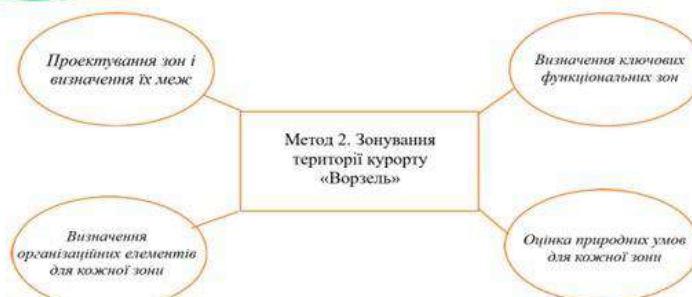 Проектування зон і
визначення їх меж
Визначення ключових
функціональних зон
Метод 2. Зонування
території курорту
«Ворзель»
Визначення
організаційних елементів
для кожної зони
Оцінка природних умов
для кожної зони